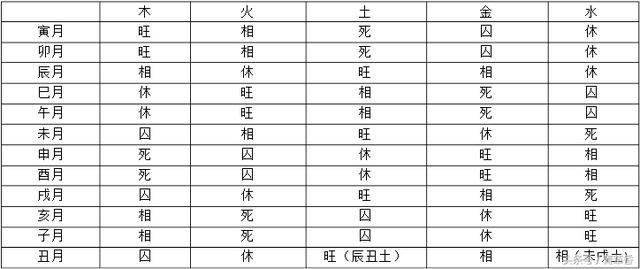 木 火 土 金 水
寅月 旺 相 死 囚 休
卯月 旺 相 死 囚 休
辰月 相 休 旺 相 休
巳月 休 旺 相 死 囚
午月 休 旺 相 死 囚
未月 囚 相 旺 休 死
申月 死 囚 休 旺 相
酉月 死 囚 休 旺 相
戌月 囚 休 旺 相 死
亥月 相 死 囚 休 旺
子月 相 死 囚 休 旺
丑月 囚 休 旺（辰丑土） 相 相（未戌土）